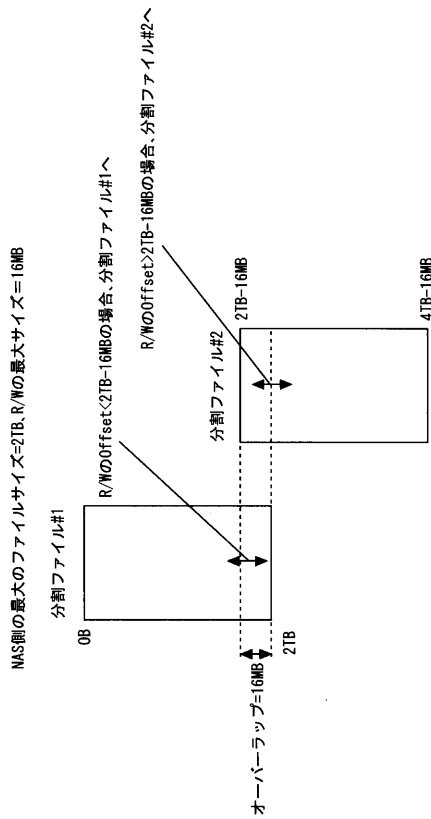 NAS側の最大のファイルサイズ=2TB、R/Wの最大サイズ=16MB
R/WのOffset<2TB-16MBの場合、分割ファイル#1へ
R/WのOffset>2TB-16MBの場合、分割ファイル#2へ
分割ファイル#1
0B
2TB
オーバーラップ=16MB
分割ファイル#2
2TB-16MB
4TB-16MB